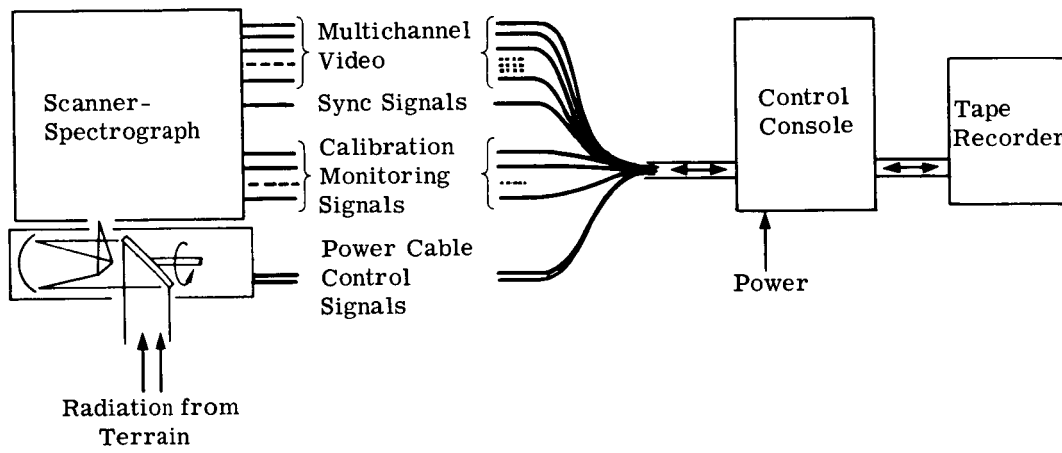 Scanner-
Spectrograph
Multichannel
Video
Sync Signals
Calibration
Monitoring
Signals
Power Cable
Control
Signals
Radiation from
Terrain
Control
Console
Power
Tape
Recorder